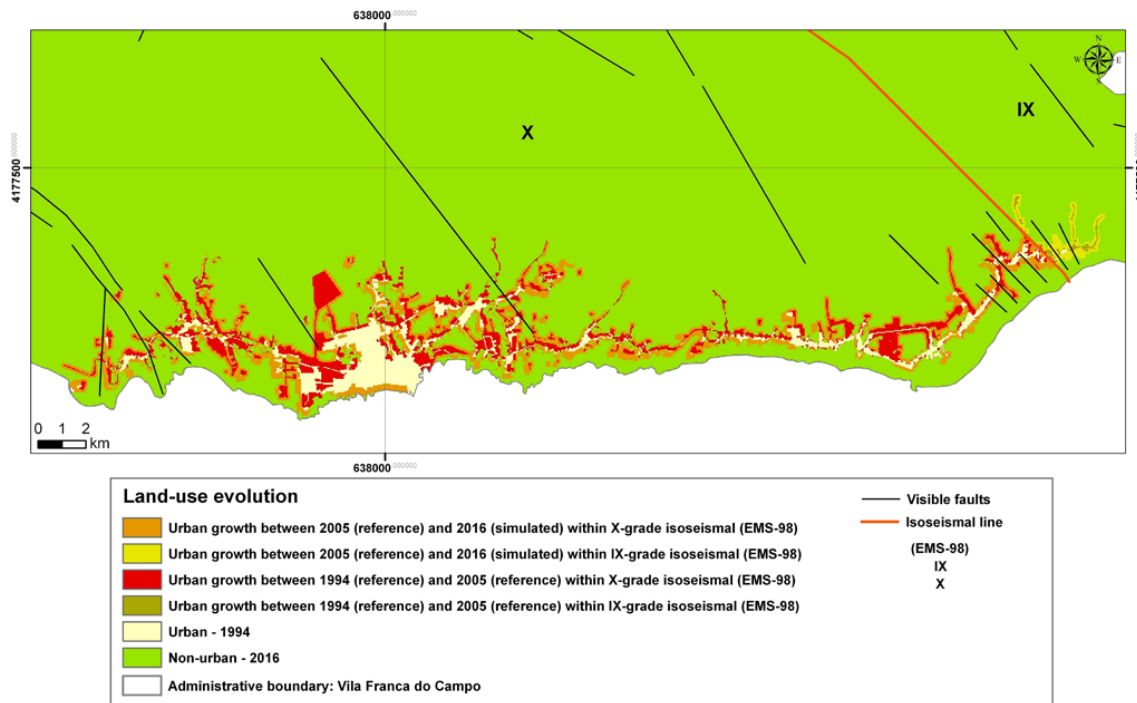 638000.000000
N
W E
S
IX
X
4177500.000000
0 1 2
km
638000.000000
Land-use evolution
Urban growth between 2005 (reference) and 2016 (simulated) within X-grade isoseismal (EMS-98)
Urban growth between 2005 (reference) and 2016 (simulated) within IX-grade isoseismal (EMS-98)
Urban growth between 1994 (reference) and 2005 (reference) within X-grade isoseismal (EMS-98)
Urban growth between 1994 (reference) and 2005 (reference) within IX-grade isoseismal (EMS-98)
Urban - 1994
Non-urban - 2016
Administrative boundary: Vila Franca do Campo
Visible faults
Isoseismal line
(EMS-98)
IX
X